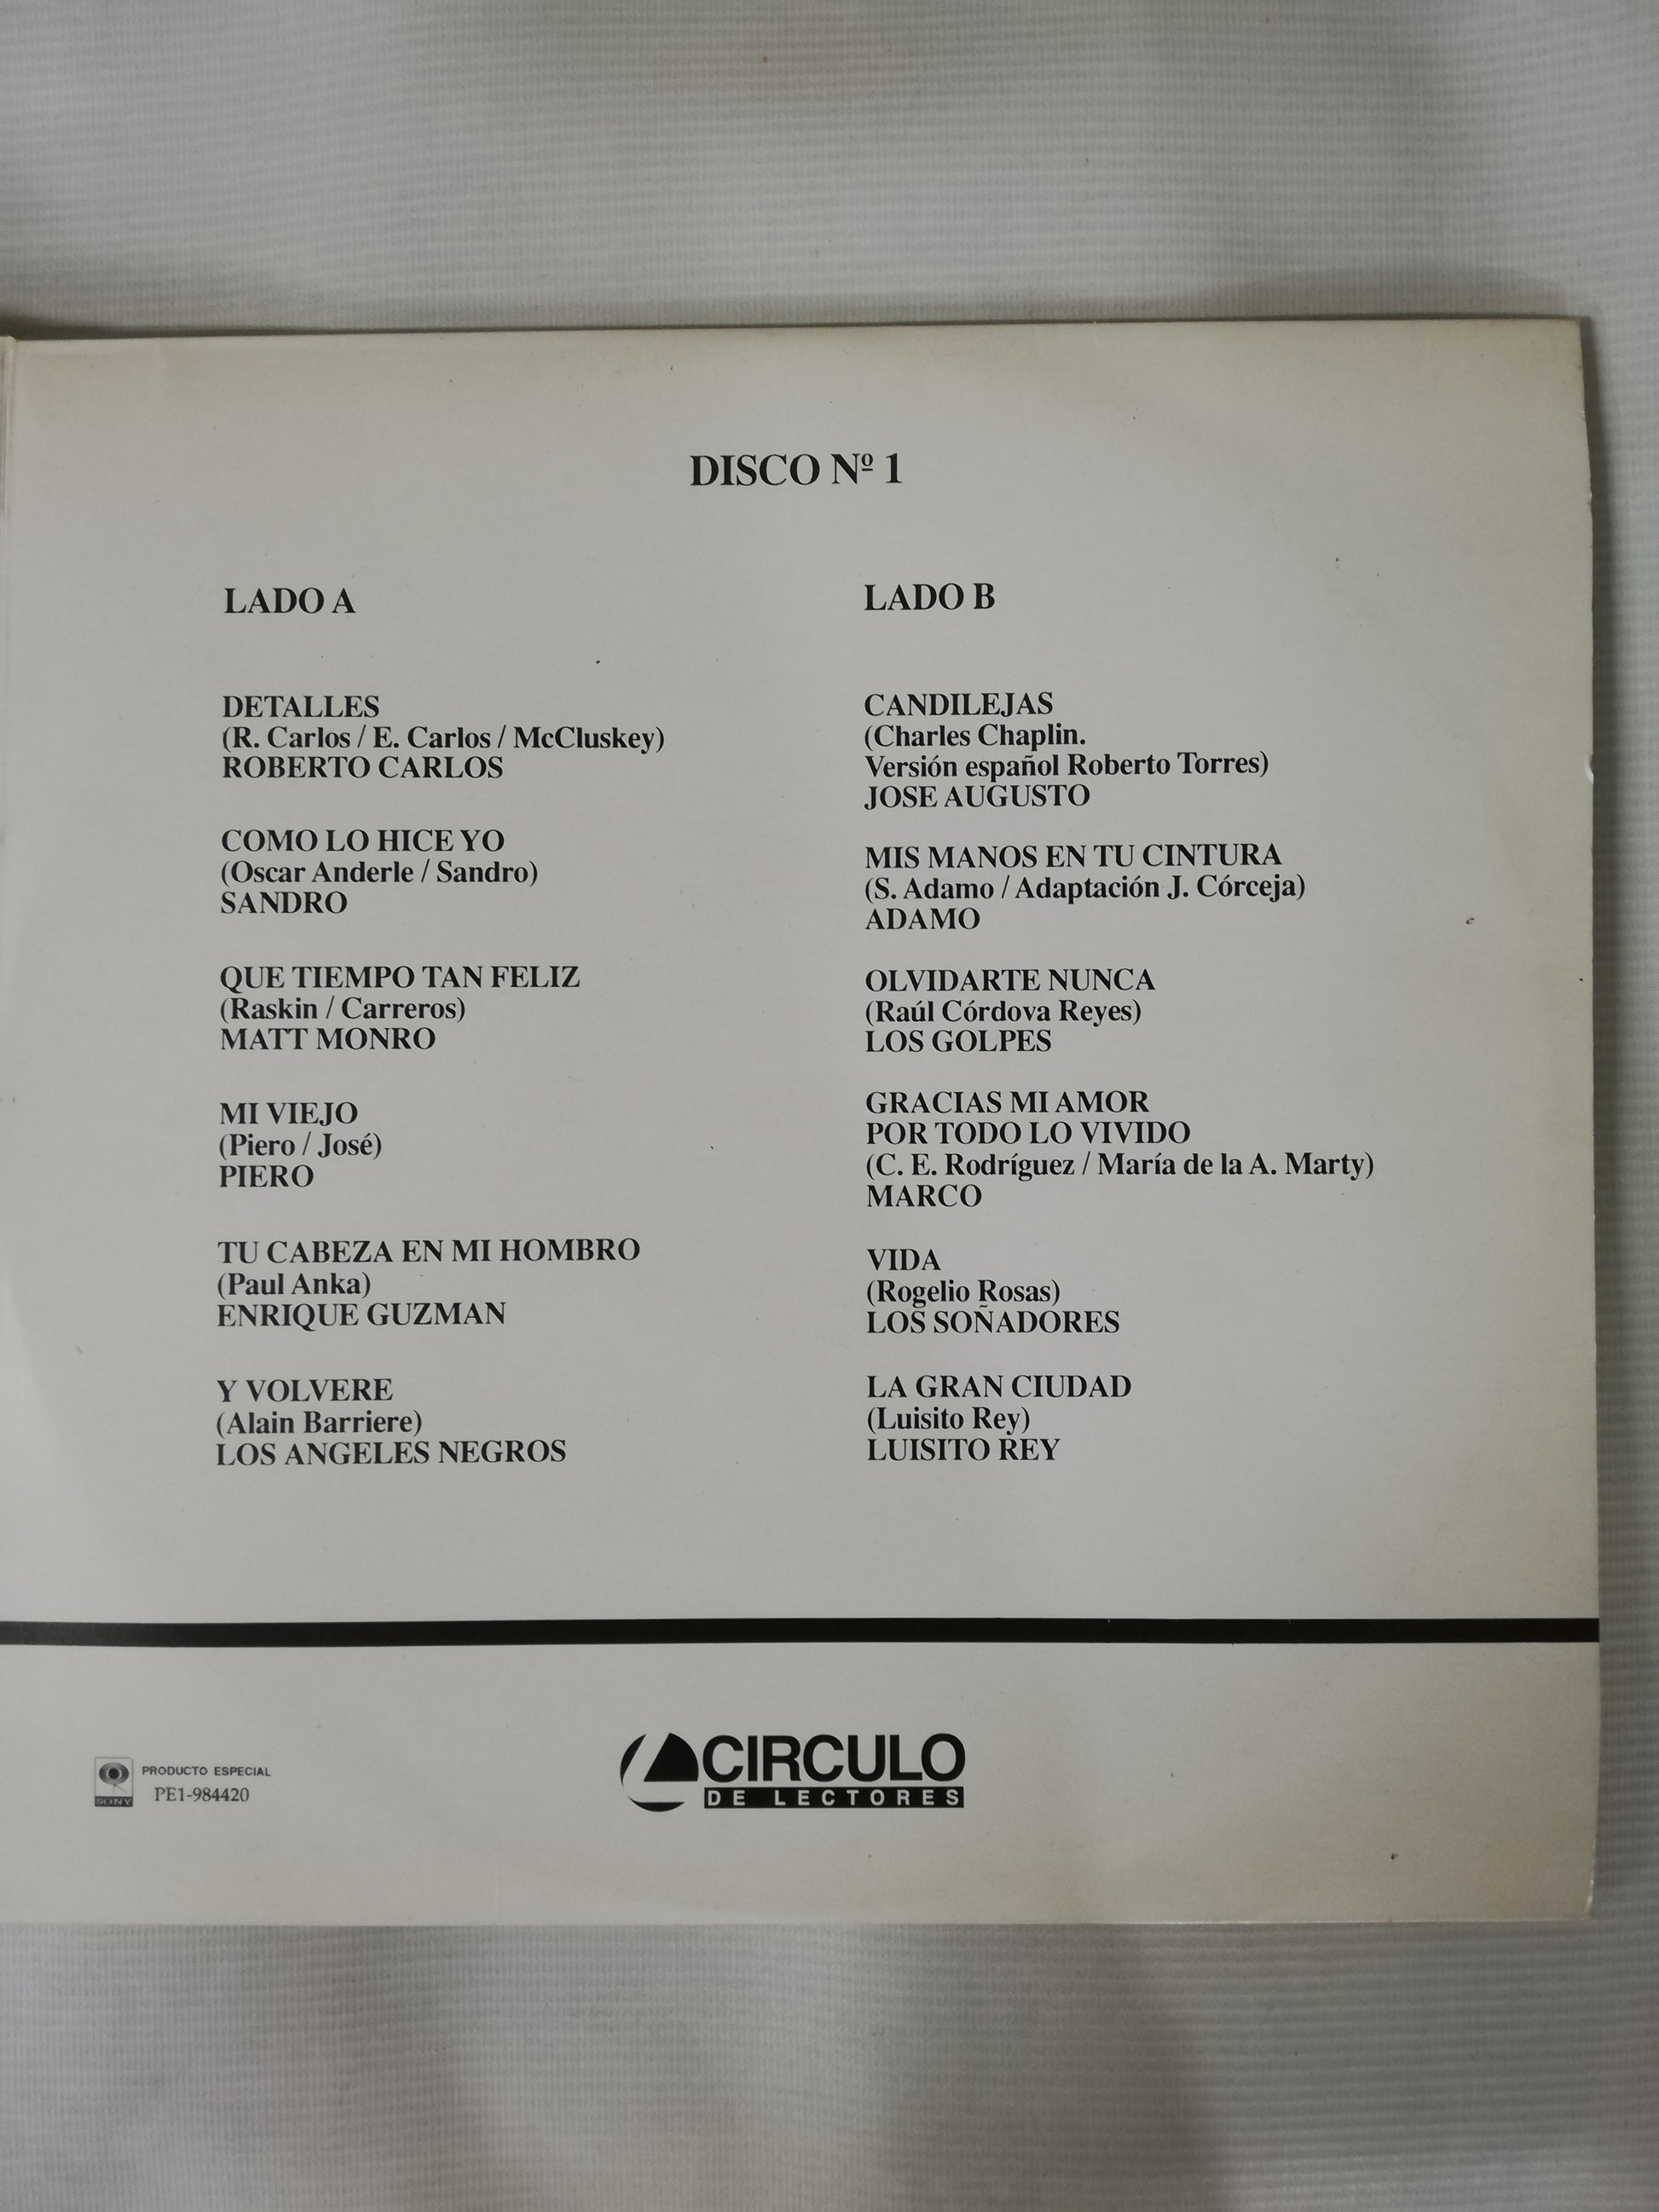 DISCO Nº 1
LADO A
DETALLES
(R. Carlos / E. Carlos / McCluskey)
ROBERTO CARLOS
COMO LO HICE YO
(Oscar Anderle / Sandro)
SANDRO
QUE TIEMPO TAN FELIZ
(Raskin / Carreros)
MATT MONRO
MI VIEJO
(Piero / José)
PIERO
TU CABEZA EN MI HOMBRO
(Paul Anka)
ENRIQUE GUZMAN
Y VOLVERE
(Alain Barriere)
LOS ANGELES NEGROS
LADO B
CANDILEJAS
(Charles Chaplin.
Versión español Roberto Torres)
JOSE AUGUSTO
MIS MANOS EN TU CINTURA
(S. Adamo / Adaptación J. Córceja)
ADAMO
OLVIDARTE NUNCA
(Raúl Córdova Reyes)
LOS GOLPES
GRACIAS MI AMOR
POR TODO LO VIVIDO
(C. E. Rodríguez / María de la A. Marty)
MARCO
VIDA
(Rogelio Rosas)
LOS SOÑADORES
LA GRAN CIUDAD
(Luisito Rey)
LUISITO REY
SONY
PRODUCTO ESPECIAL
PE1-984420
CIRCULO
DE LECTORES